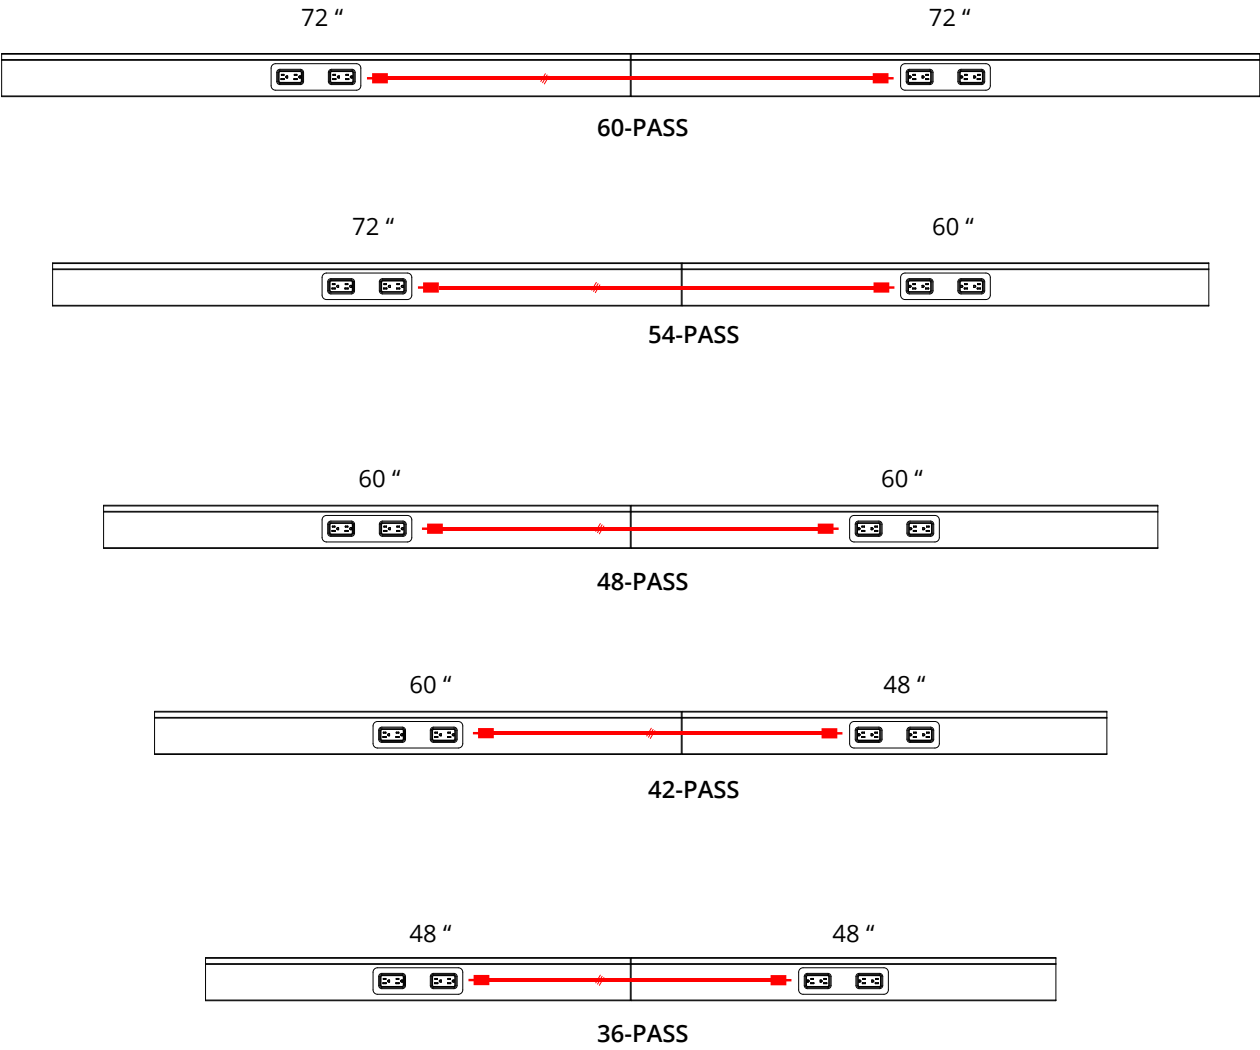 72 “ 72 “
60-PASS
72 “ 60 “
54-PASS
60 “ 60 “
48-PASS
60 “ 48 “
42-PASS
48 “ 48 “
36-PASS